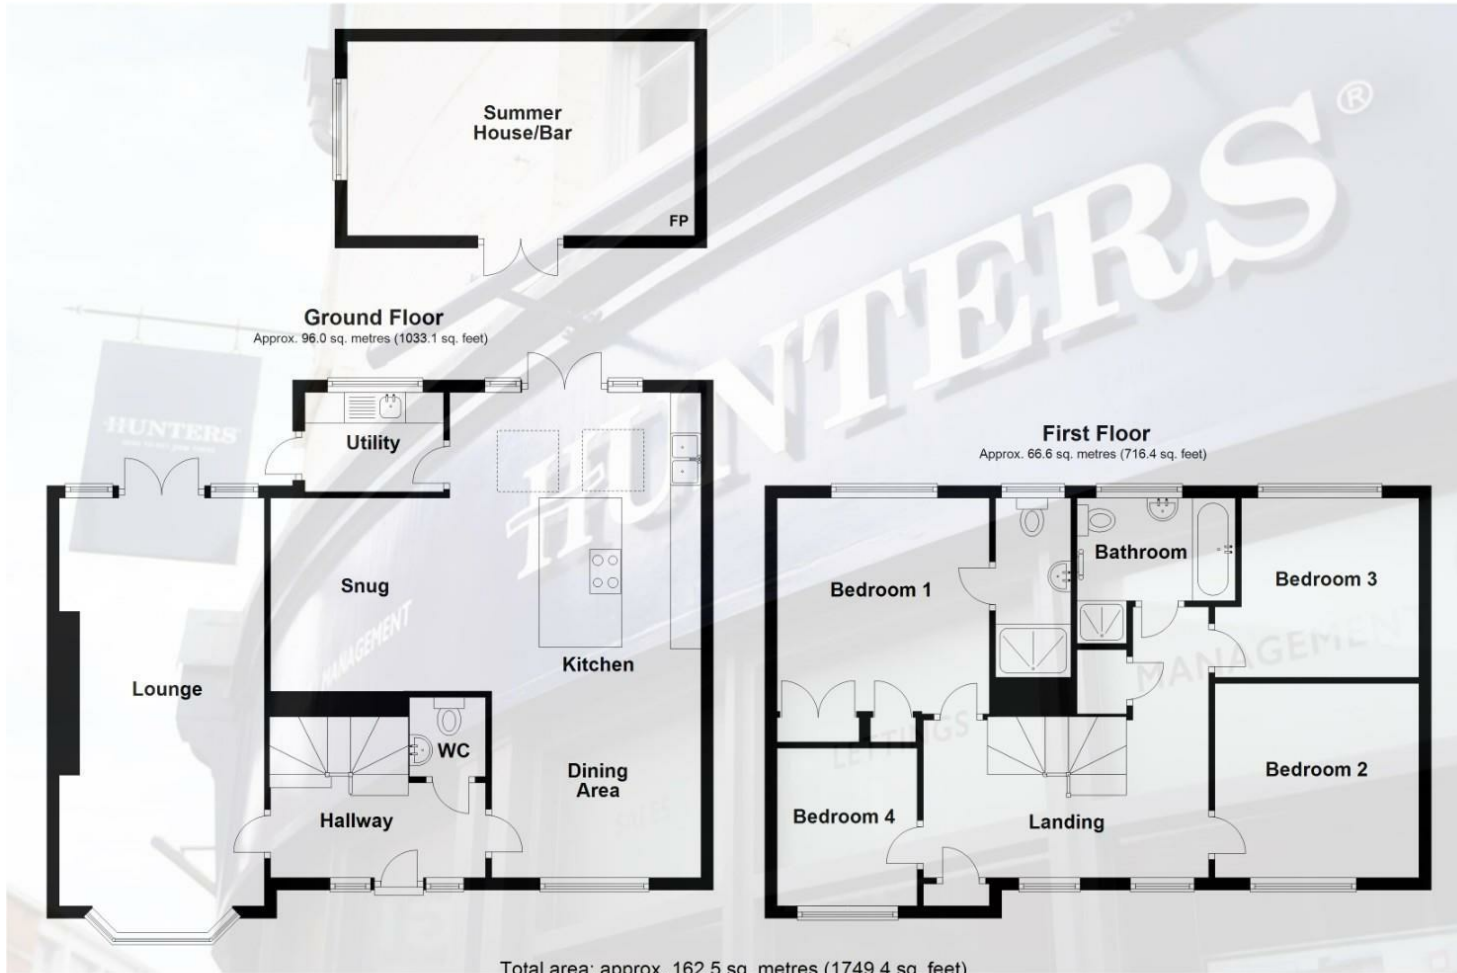 Summer
House/Bar
FP
Ground Floor
Approx. 96.0 sq. metres (1033.1 sq. feet)
Utility
Snug
Kitchen
Lounge
WC
Dining
Area
Hallway
First Floor
Approx. 66.6 sq. metres (716.4 sq. feet)
Bedroom 1
Bathroom
Bedroom 3
Bedroom 2
Bedroom 4
Landing
Total area: approx. 162.5 sq. metres (1749.4 sq. feet)
HUNTERS®
HUNTERS
MANAGEMENT
LETTINGS
MANAGEMENT